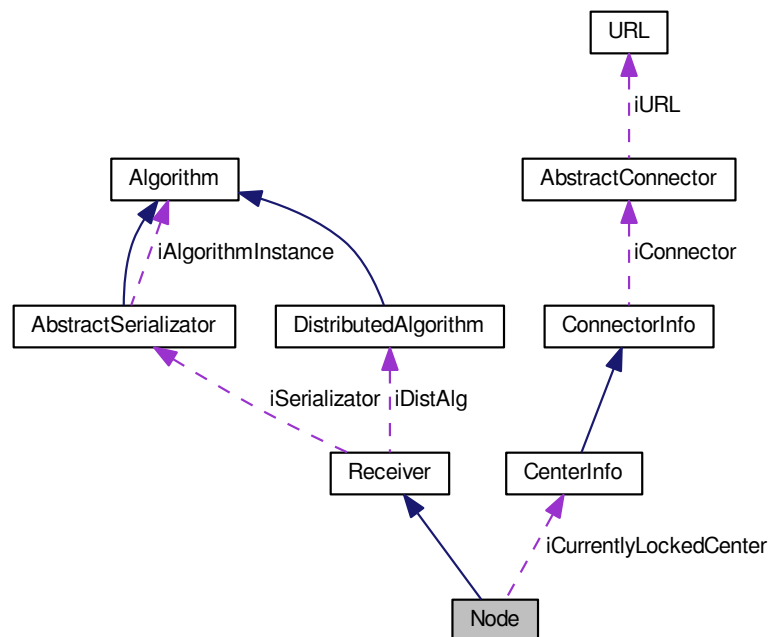 URL
iURL
Algorithm
AbstractConnector
iAlgorithmInstance
iConnector
AbstractSerializator
DistributedAlgorithm
ConnectorInfo
iSerializator
iDistAlg
Receiver
CenterInfo
iCurrentlyLockedCenter
Node